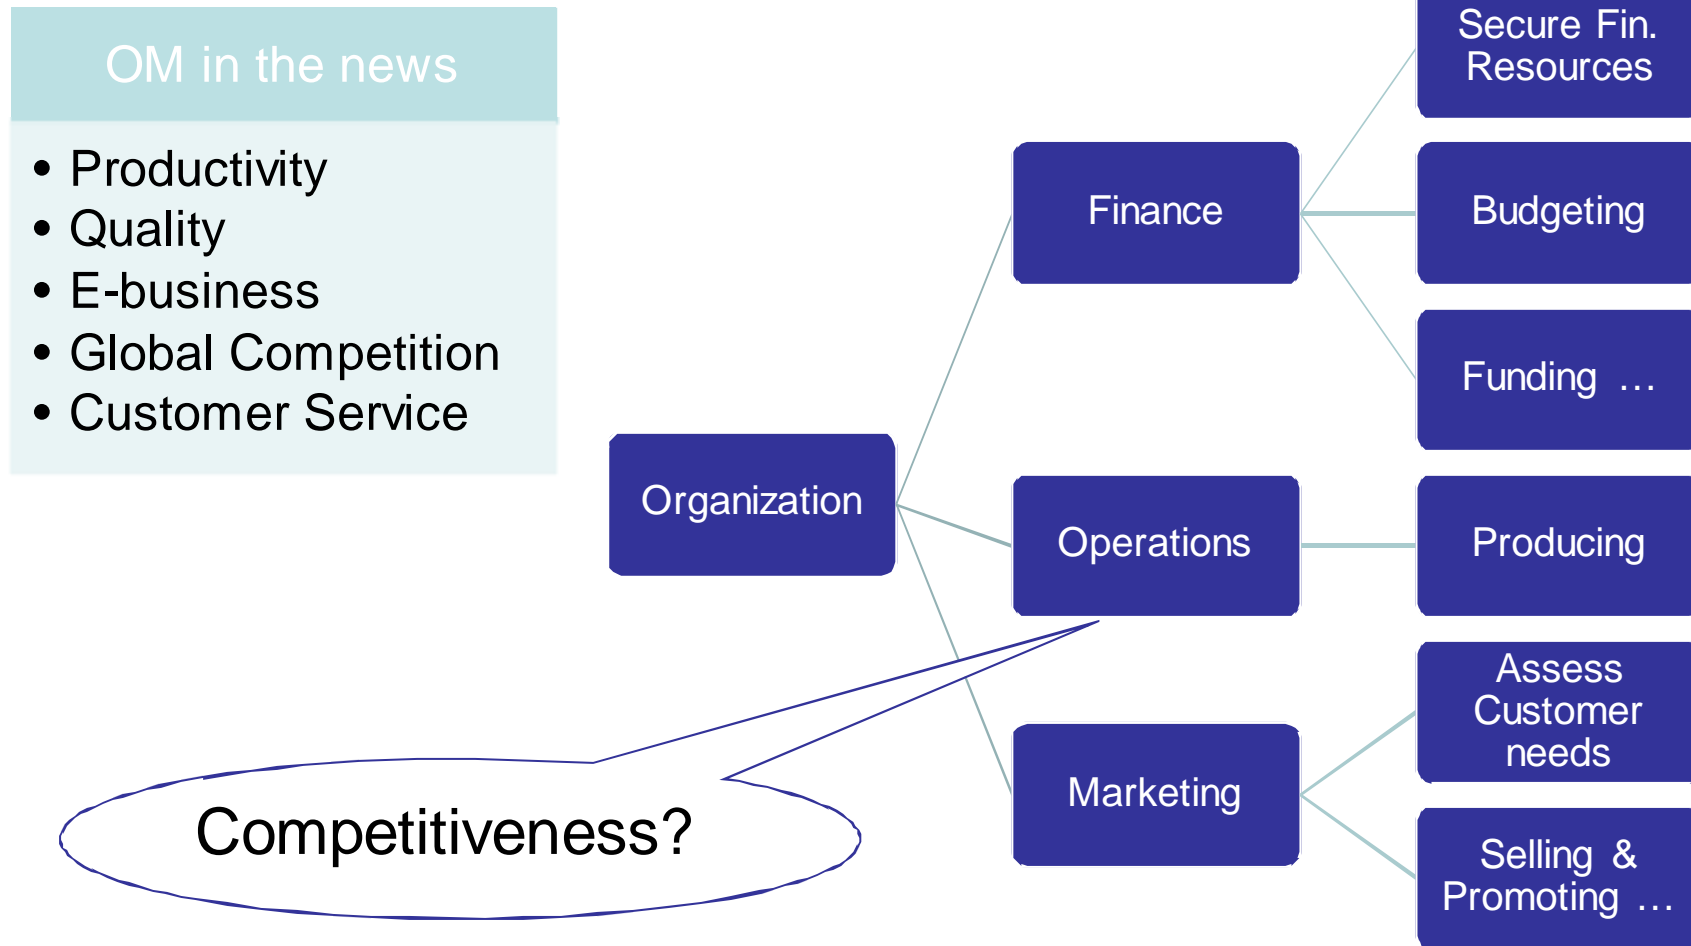 OM in the news
• Productivity
• Quality
• E-business
• Global Competition
• Customer Service
Organization
Finance
Operations
Marketing
Secure Fin.
Resources
Budgeting
Funding …
Producing
Assess
Customer
needs
Selling &
Promoting …
Competitiveness?